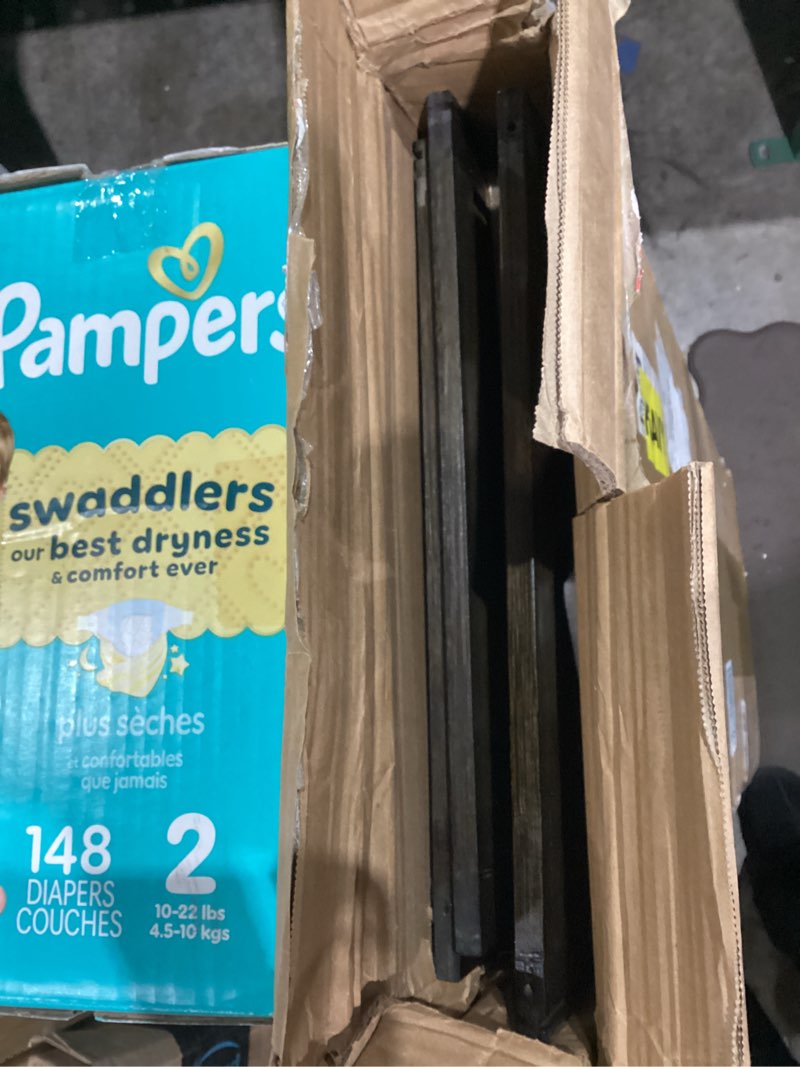 Pampers
swaddlers
our best dryness
& comfort ever
plus sèches
et confortables
que jamais
148
DIAPERS
COUCHES
2
10-22 lbs
4.5-10 kgs